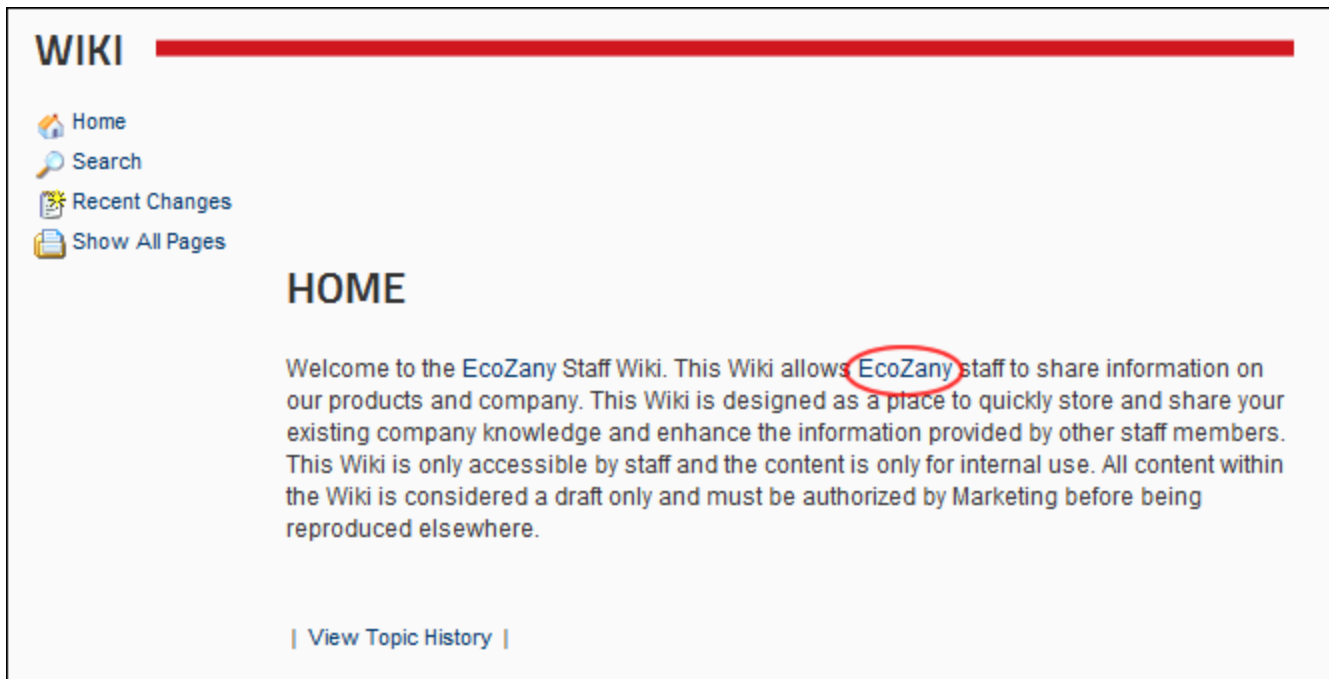 WIKI
Home
Search
Recent Changes
Show All Pages
HOME
Welcome to the EcoZany Staff Wiki. This Wiki allows EcoZany staff to share information on
our products and company. This Wiki is designed as a place to quickly store and share your
existing company knowledge and enhance the information provided by other staff members.
This Wiki is only accessible by staff and the content is only for internal use. All content within
the Wiki is considered a draft only and must be authorized by Marketing before being
reproduced elsewhere.
| View Topic History |